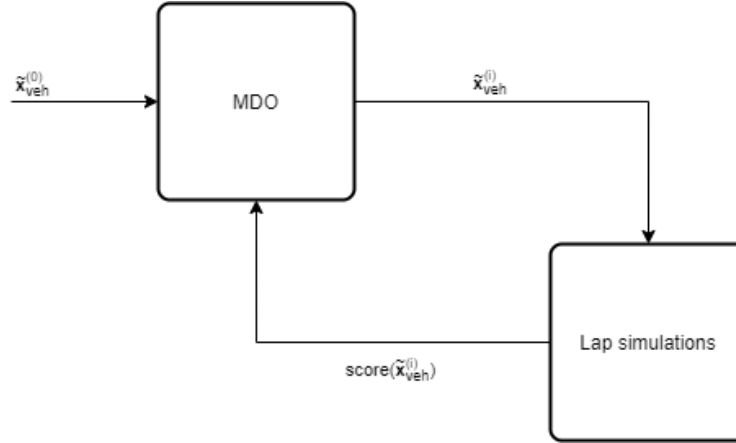 x̃_veh^(0)
MDO
x̃_veh^(i)
Lap simulations
score(x̃_veh^(i))